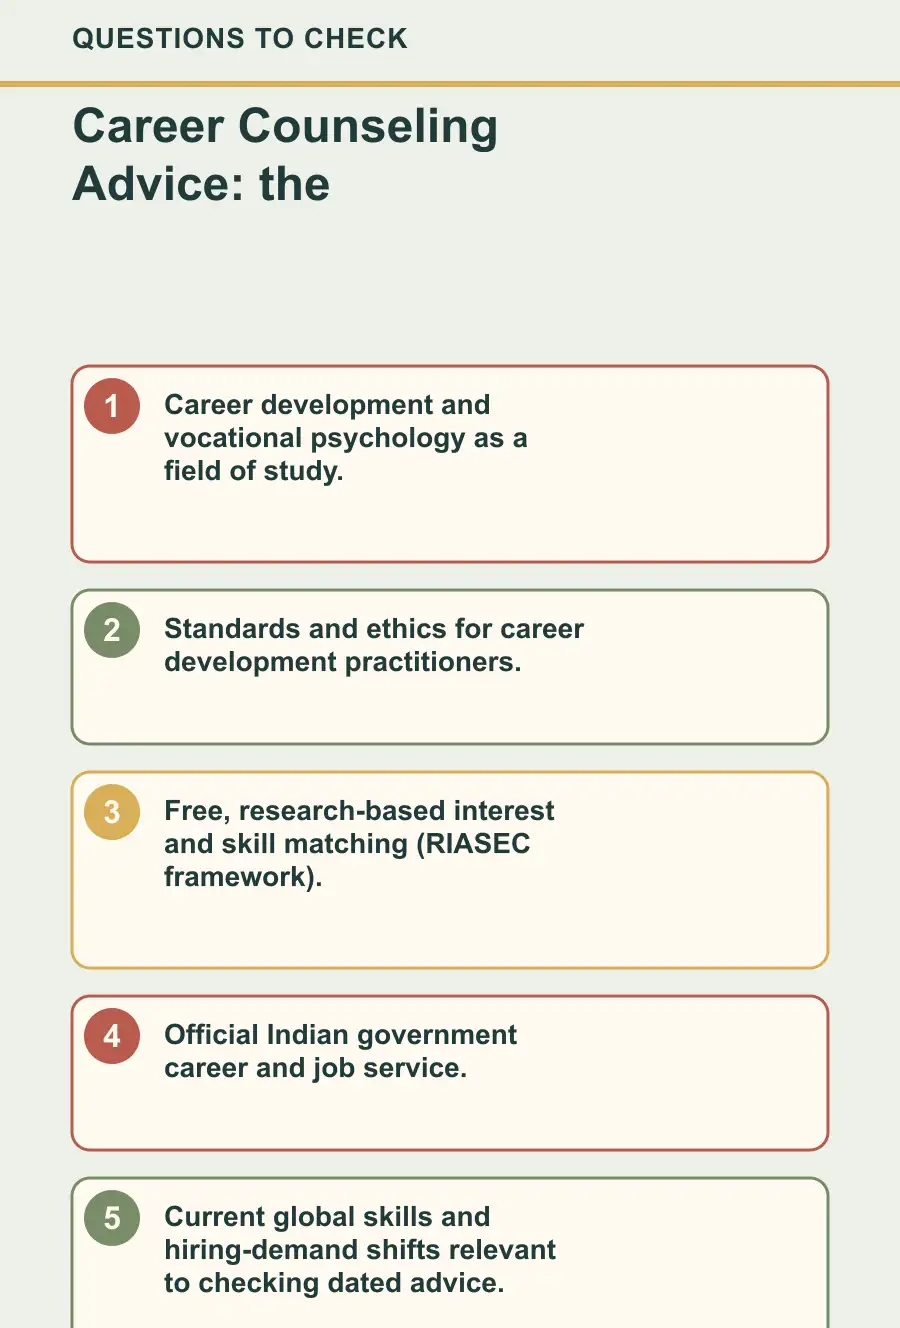 QUESTIONS TO CHECK
Career Counseling
Advice: the
1
Career development and
vocational psychology as a
field of study.
2
Standards and ethics for career
development practitioners.
3
Free, research-based interest
and skill matching (RIASEC
framework).
4
Official Indian government
career and job service.
5
Current global skills and
hiring-demand shifts relevant
to checking dated advice.